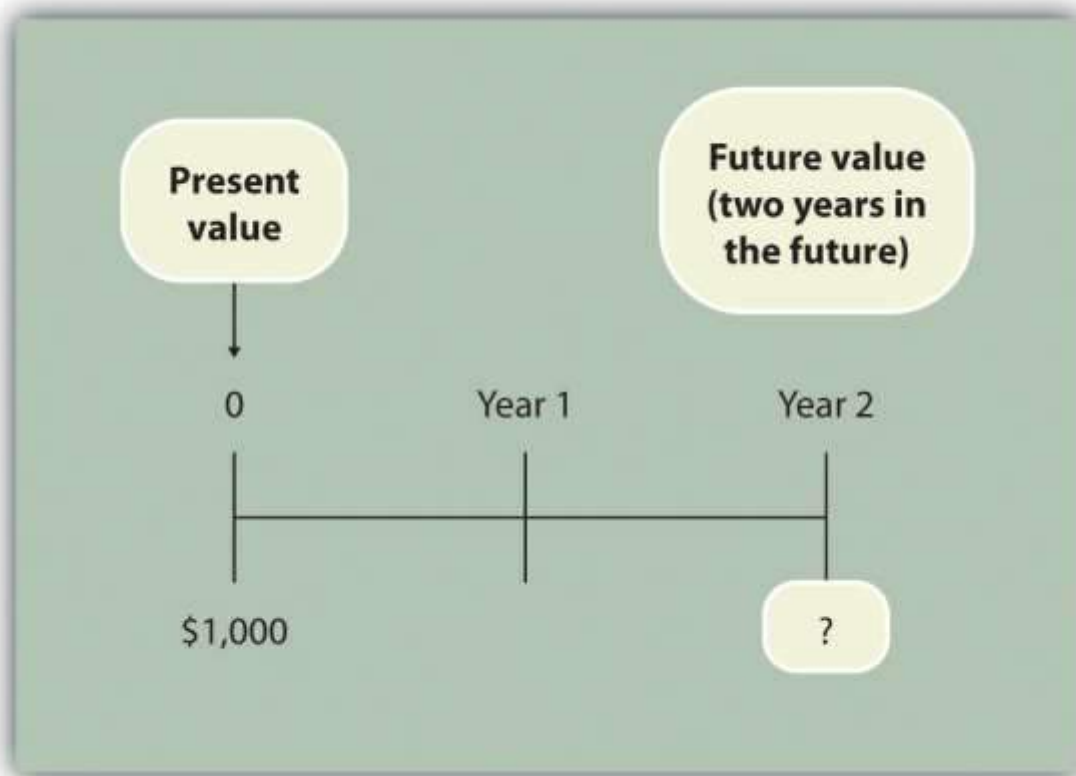 Present
value
Future value
(two years in
the future)
0
Year 1
Year 2
$1,000
?